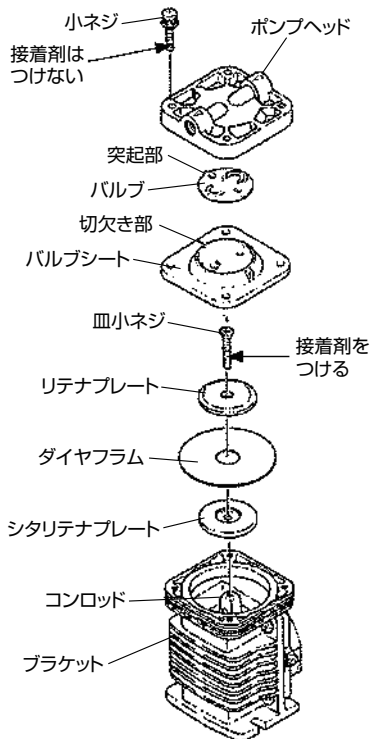 小ネジ
ポンプヘッド
接着剤は
つけない
突起部
バルブ
切欠き部
バルブシート
皿小ネジ
接着剤を
つける
リテナプレート
ダイヤフラム
シタリテナプレート
コンロッド
ブラケット